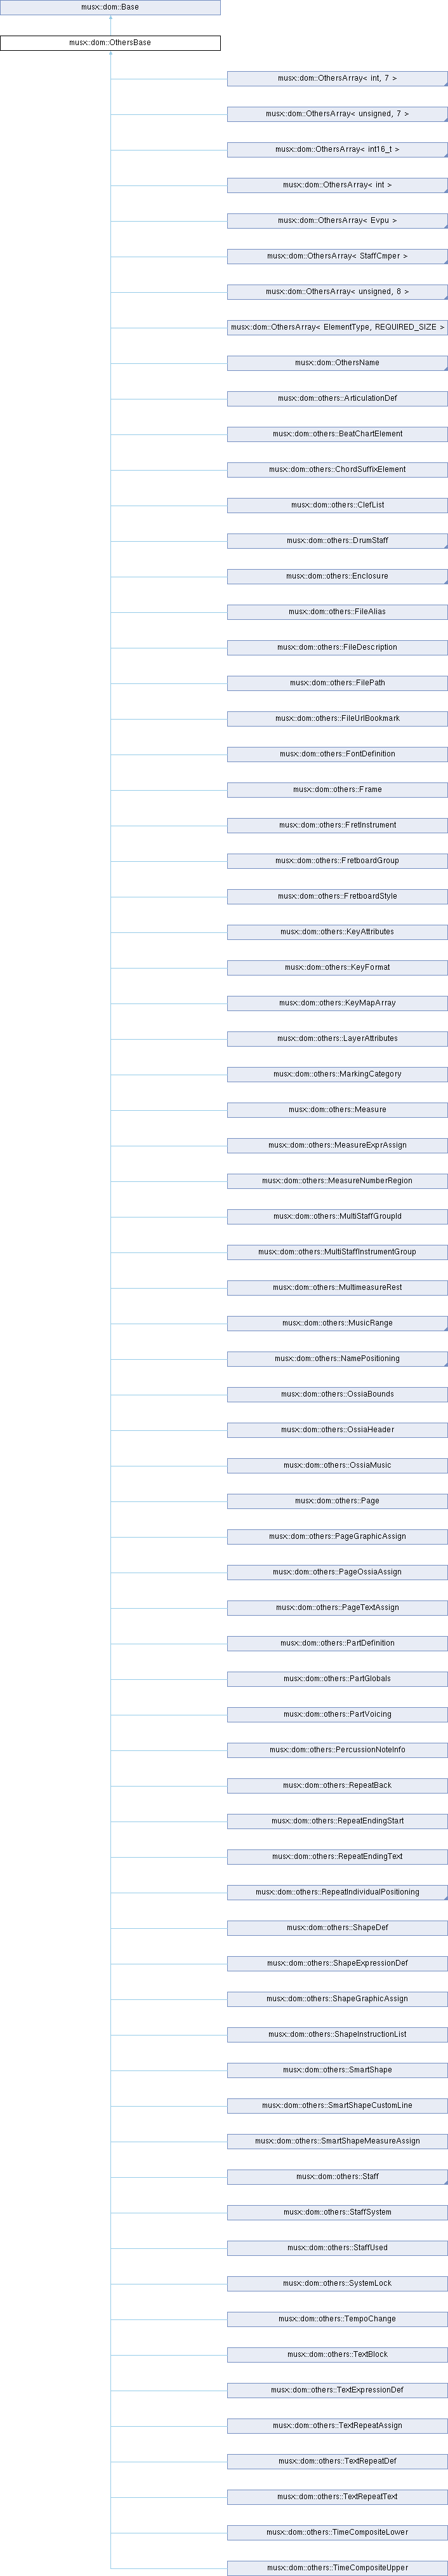 musx::dom::Base
musx::dom::OthersBase
musx::dom::OthersArray< int, 7 >
musx::dom::OthersArray< unsigned, 7 >
musx::dom::OthersArray< int16_t >
musx::dom::OthersArray< int >
musx::dom::OthersArray< Evpu >
musx::dom::OthersArray< StaffCmper >
musx::dom::OthersArray< unsigned, 8 >
musx::dom::OthersArray< ElementType, REQUIRED_SIZE >
musx::dom::OthersName
musx::dom::others::ArticulationDef
musx::dom::others::BeatChartElement
musx::dom::others::ChordSuffixElement
musx::dom::others::ClefList
musx::dom::others::DrumStaff
musx::dom::others::Enclosure
musx::dom::others::FileAlias
musx::dom::others::FileDescription
musx::dom::others::FilePath
musx::dom::others::FileUrlBookmark
musx::dom::others::FontDefinition
musx::dom::others::Frame
musx::dom::others::FretInstrument
musx::dom::others::FretboardGroup
musx::dom::others::FretboardStyle
musx::dom::others::KeyAttributes
musx::dom::others::KeyFormat
musx::dom::others::KeyMapArray
musx::dom::others::LayerAttributes
musx::dom::others::MarkingCategory
musx::dom::others::Measure
musx::dom::others::MeasureExprAssign
musx::dom::others::MeasureNumberRegion
musx::dom::others::MultiStaffGroupId
musx::dom::others::MultiStaffInstrumentGroup
musx::dom::others::MultimeasureRest
musx::dom::others::MusicRange
musx::dom::others::NamePositioning
musx::dom::others::OssiaBounds
musx::dom::others::OssiaHeader
musx::dom::others::OssiaMusic
musx::dom::others::Page
musx::dom::others::PageGraphicAssign
musx::dom::others::PageOssiaAssign
musx::dom::others::PageTextAssign
musx::dom::others::PartDefinition
musx::dom::others::PartGlobals
musx::dom::others::PartVoicing
musx::dom::others::PercussionNoteInfo
musx::dom::others::RepeatBack
musx::dom::others::RepeatEndingStart
musx::dom::others::RepeatEndingText
musx::dom::others::RepeatIndividualPositioning
musx::dom::others::ShapeDef
musx::dom::others::ShapeExpressionDef
musx::dom::others::ShapeGraphicAssign
musx::dom::others::ShapeInstructionList
musx::dom::others::SmartShape
musx::dom::others::SmartShapeCustomLine
musx::dom::others::SmartShapeMeasureAssign
musx::dom::others::Staff
musx::dom::others::StaffSystem
musx::dom::others::StaffUsed
musx::dom::others::SystemLock
musx::dom::others::TempoChange
musx::dom::others::TextBlock
musx::dom::others::TextExpressionDef
musx::dom::others::TextRepeatAssign
musx::dom::others::TextRepeatDef
musx::dom::others::TextRepeatText
musx::dom::others::TimeCompositeLower
musx::dom::others::TimeCompositeUpper